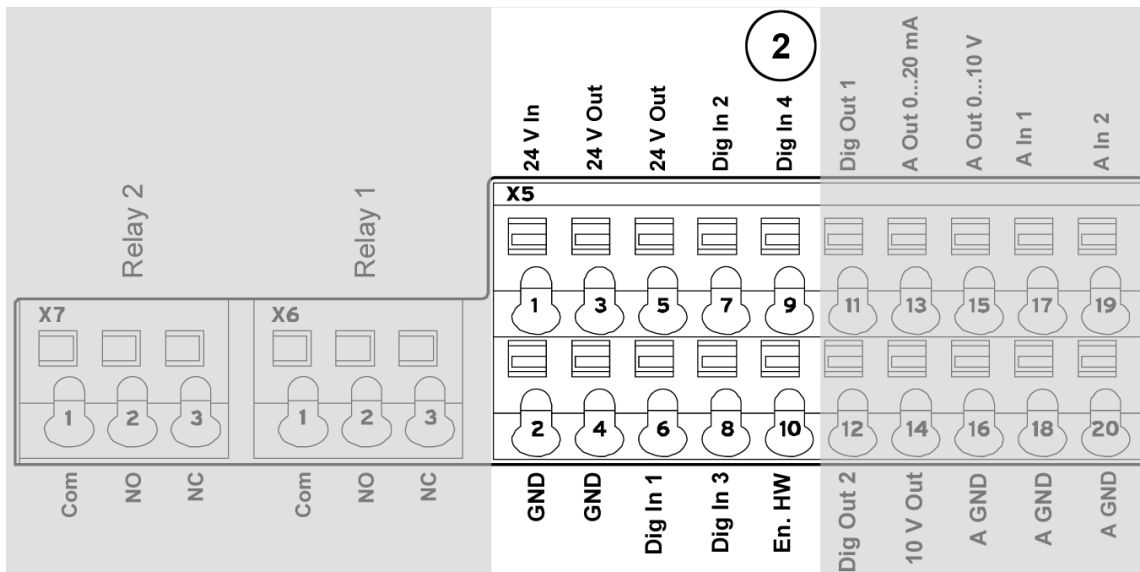 2
24 V In
24 V Out
24 V Out
Dig In 2
Dig In 4
Dig Out 1
A Out 0...20 mA
A Out 0...10 V
A In 1
A In 2
Relay 2
Relay 1
X5
1 3 5 7 9 11 13 15 17 19
X7
X6
1 2 3
1 2 3
2 4 6 8 10 12 14 16 18 20
Com
NO
NC
Com
NO
NC
GND
GND
Dig In 1
Dig In 3
En. HW
Dig Out 2
10 V Out
A GND
A GND
A GND